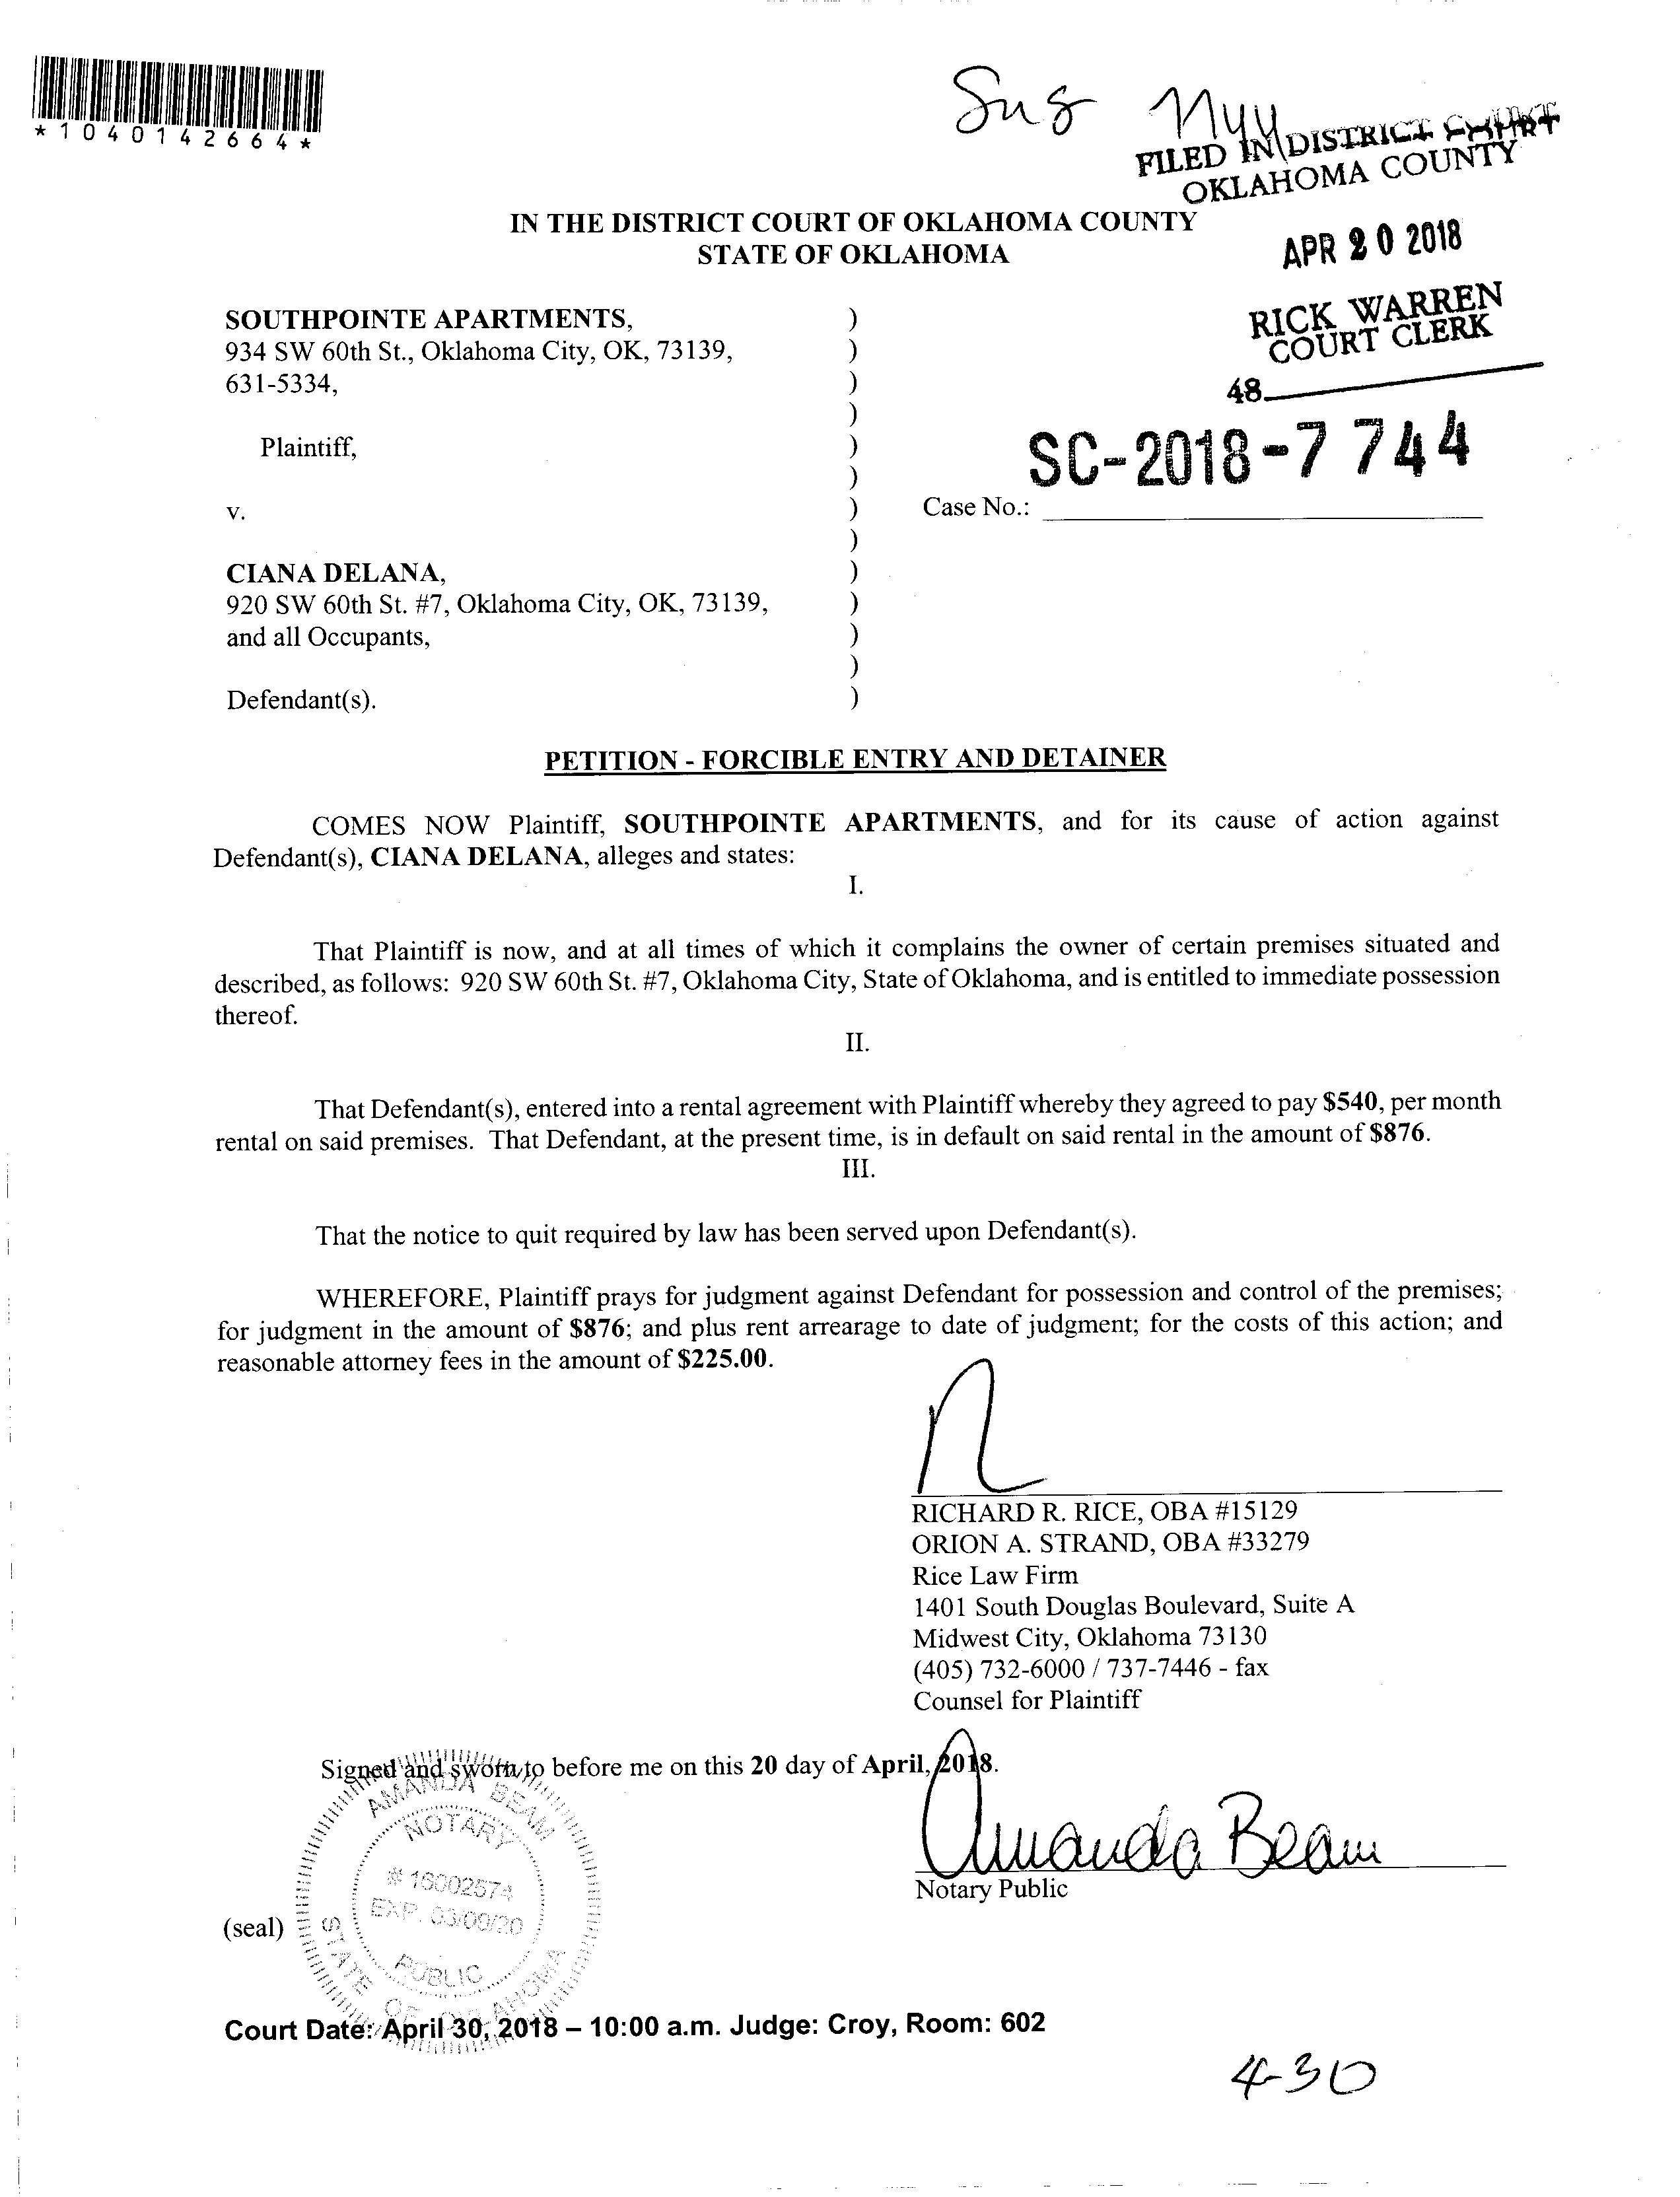 *1040142664*
FILED IN DISTRICT COURT
OKLAHOMA COUNTY
IN THE DISTRICT COURT OF OKLAHOMA COUNTY
STATE OF OKLAHOMA
APR 20 2018
RICK WARREN
COURT CLERK
48
SOUTHPOINTE APARTMENTS, )
934 SW 60th St., Oklahoma City, OK, 73139, )
631-5334, )
)
Plaintiff, )
)
SC-2018-7 744
v. ) Case No.:
)
CIANA DELANA, )
920 SW 60th St. #7, Oklahoma City, OK, 73139, )
and all Occupants, )
)
Defendant(s). )
PETITION - FORCIBLE ENTRY AND DETAINER
COMES NOW Plaintiff, SOUTHPOINTE APARTMENTS, and for its cause of action against
Defendant(s), CIANA DELANA, alleges and states:
I.
That Plaintiff is now, and at all times of which it complains the owner of certain premises situated and
described, as follows: 920 SW 60th St. #7, Oklahoma City, State of Oklahoma, and is entitled to immediate possession
thereof.
II.
That Defendant(s), entered into a rental agreement with Plaintiff whereby they agreed to pay $540, per month
rental on said premises. That Defendant, at the present time, is in default on said rental in the amount of $876.
III.
That the notice to quit required by law has been served upon Defendant(s).
WHEREFORE, Plaintiff prays for judgment against Defendant for possession and control of the premises;
for judgment in the amount of $876; and plus rent arrearage to date of judgment; for the costs of this action; and
reasonable attorney fees in the amount of $225.00.
RICHARD R. RICE, OBA #15129
ORION A. STRAND, OBA #33279
Rice Law Firm
1401 South Douglas Boulevard, Suite A
Midwest City, Oklahoma 73130
(405) 732-6000 / 737-7446 - fax
Counsel for Plaintiff
Signed and sworn to before me on this 20 day of April, 2018.
Amanda Beam
Notary Public
(seal)
AMANDA BEAM
NOTARY
# 16002574
EXP. 03/09/20
PUBLIC
STATE OF OKLAHOMA
Court Date: April 30, 2018 – 10:00 a.m. Judge: Croy, Room: 602
4-30